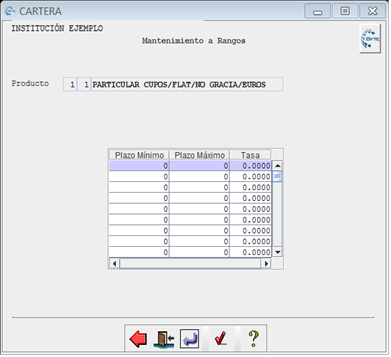 CARTERA
INSTITUCIÓN EJEMPLO
Mantenimiento a Rangos
Producto 1 1 PARTICULAR CUPOS/FLAT/NO GRACIA/EUROS
Plazo Mínimo Plazo Máximo Tasa
0 0 0.0000
0 0 0.0000
0 0 0.0000
0 0 0.0000
0 0 0.0000
0 0 0.0000
0 0 0.0000
0 0 0.0000
0 0 0.0000
?